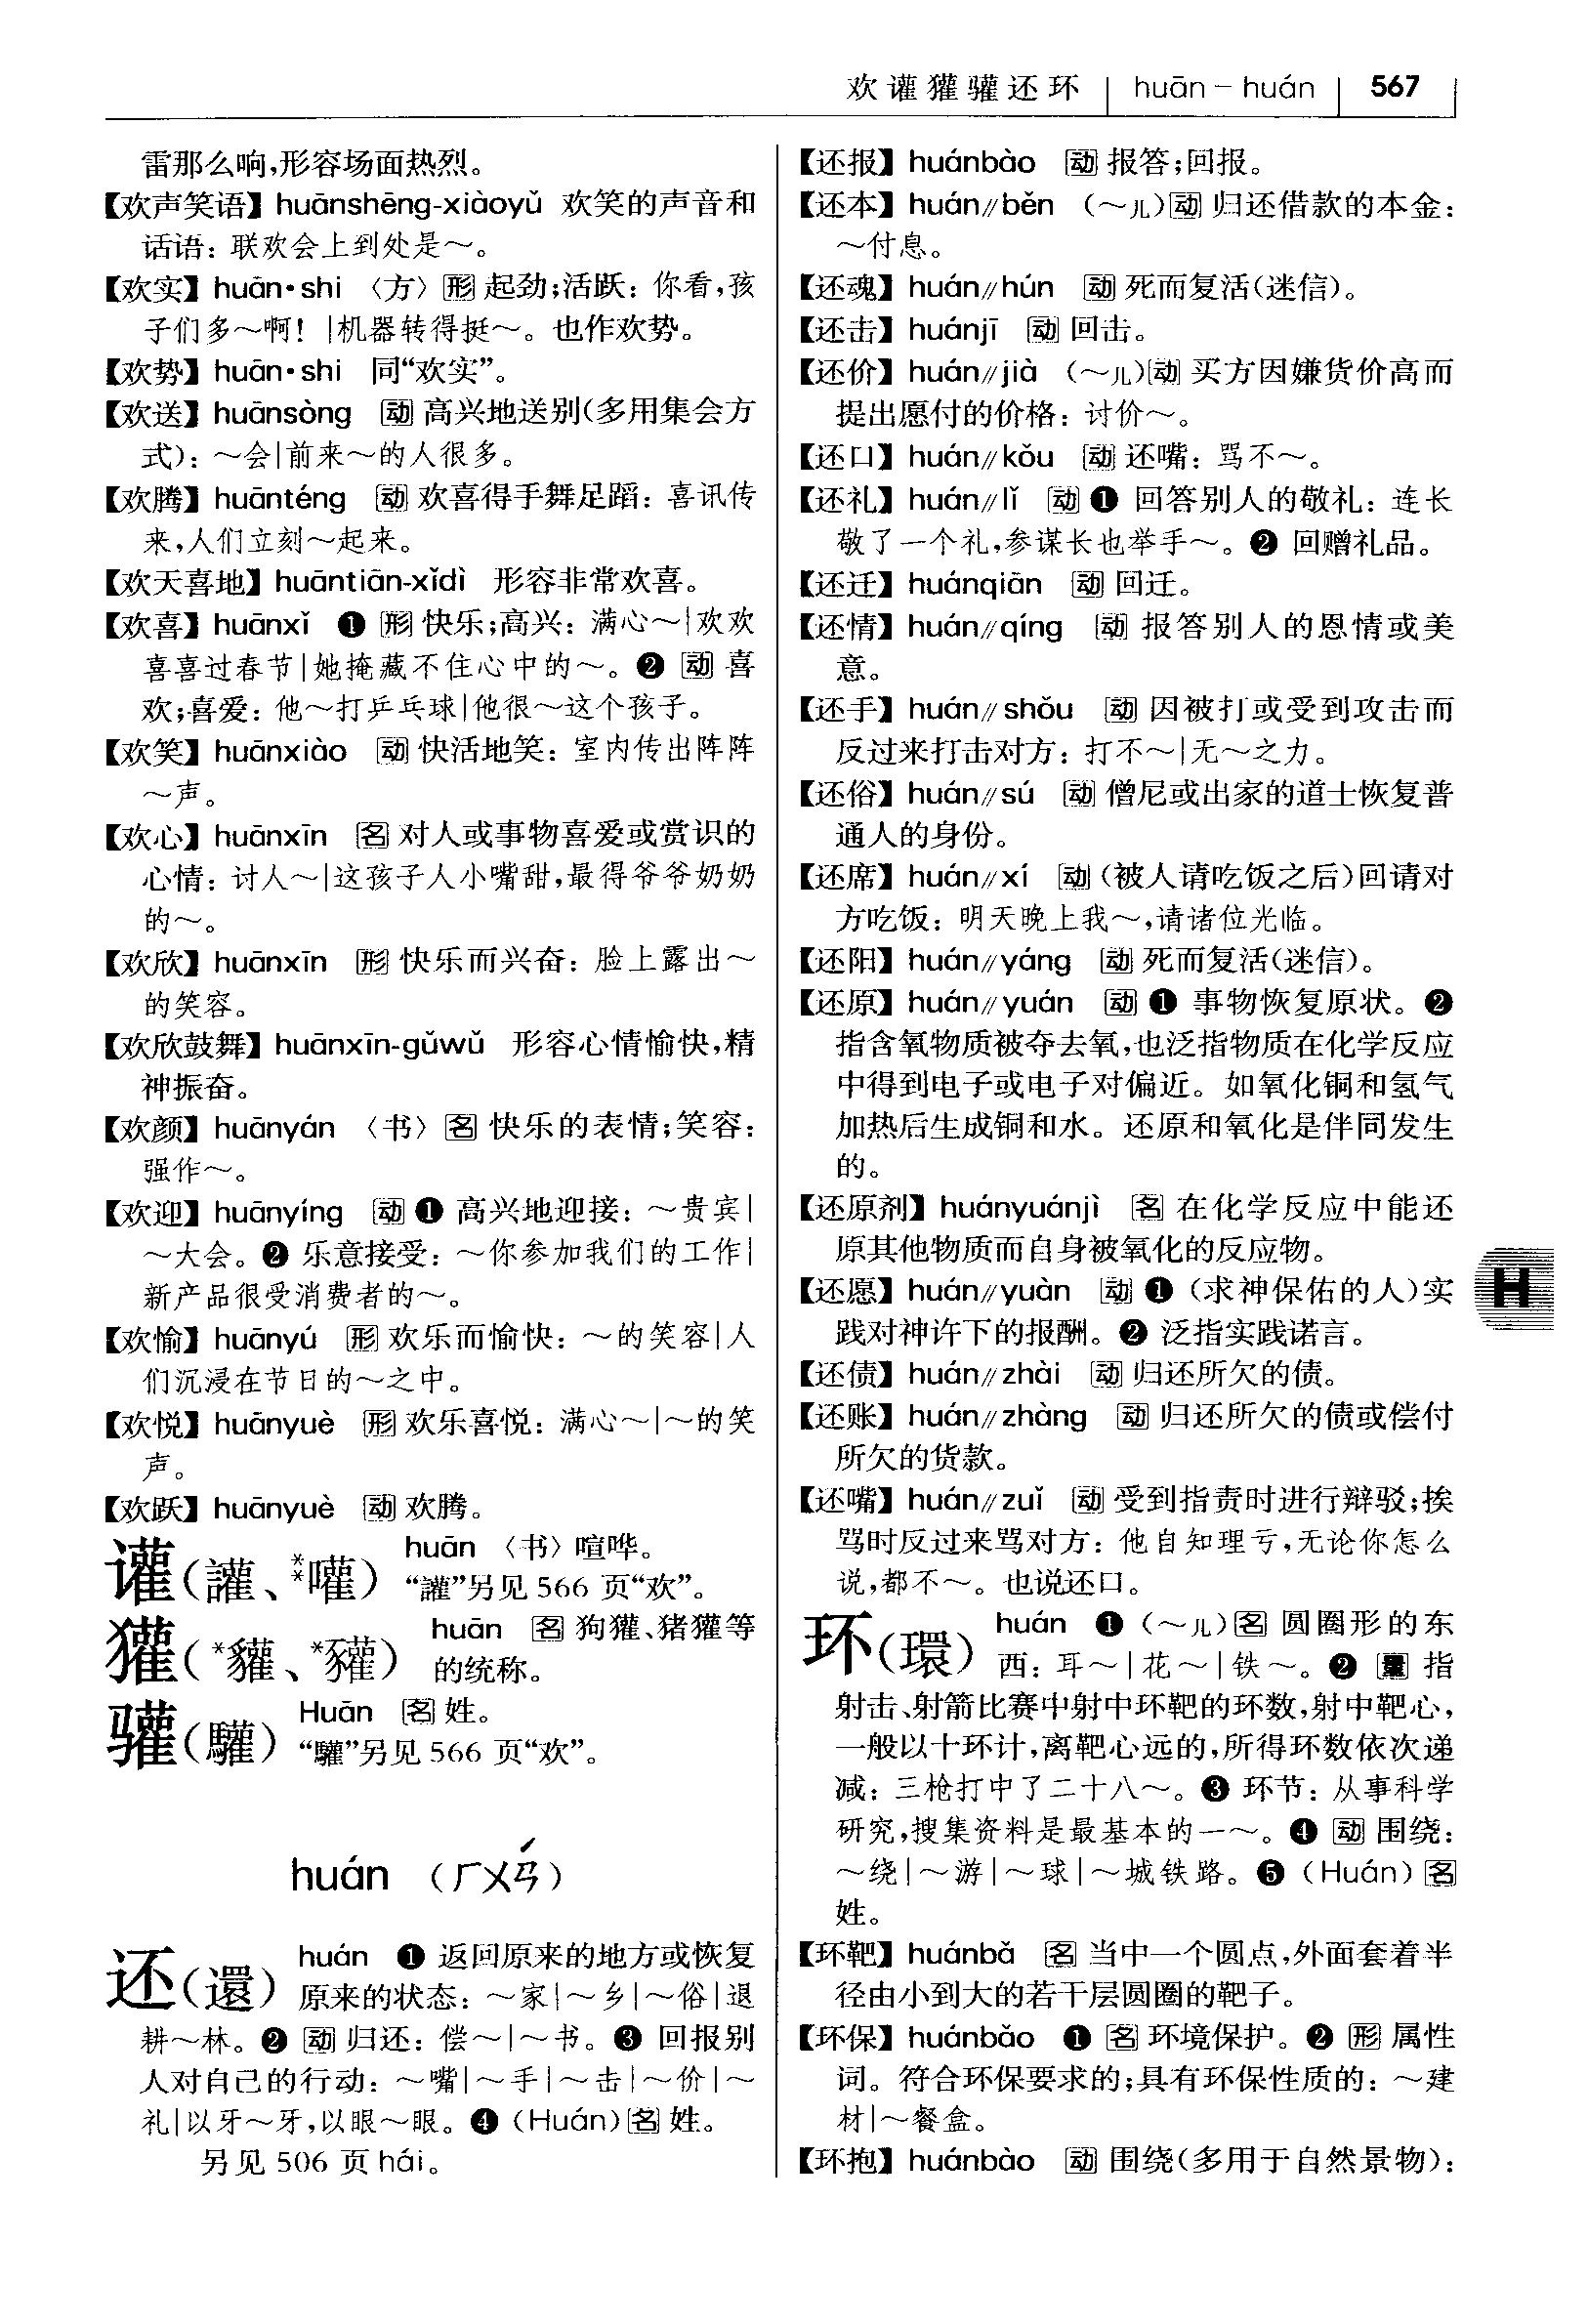 欢讙獾驩还环 | huān – huán | 567
雷那么响,形容场面热烈。
【欢声笑语】huānshēng-xiàoyǔ 欢笑的声音和
话语：联欢会上到处是～。
【欢实】huān·shi 〈方〉 形 起劲;活跃：你看,孩
子们多～啊！|机器转得挺～。也作欢势。
【欢势】huān·shi 同“欢实”。
【欢送】huānsòng 动 高兴地送别(多用集会方
式)：～会|前来～的人很多。
【欢腾】huānténg 动 欢喜得手舞足蹈：喜讯传
来,人们立刻～起来。
【欢天喜地】huāntiān-xǐdì 形容非常欢喜。
【欢喜】huānxǐ ❶ 形 快乐;高兴：满心～|欢欢
喜喜过春节|她掩藏不住心中的～。❷ 动 喜
欢;喜爱：他～打乒乓球|他很～这个孩子。
【欢笑】huānxiào 动 快活地笑：室内传出阵阵
～声。
【欢心】huānxīn 名 对人或事物喜爱或赏识的
心情：讨人～|这孩子人小嘴甜,最得爷爷奶奶
的～。
【欢欣】huānxīn 形 快乐而兴奋：脸上露出～
的笑容。
【欢欣鼓舞】huānxīn-gǔwǔ 形容心情愉快,精
神振奋。
【欢颜】huānyán 〈书〉 名 快乐的表情;笑容：
强作～。
【欢迎】huānyíng 动 ❶ 高兴地迎接：～贵宾|
～大会。❷ 乐意接受：～你参加我们的工作|
新产品很受消费者的～。
【欢愉】huānyú 形 欢乐而愉快：～的笑容|人
们沉浸在节日的～之中。
【欢悦】huānyuè 形 欢乐喜悦：满心～|～的笑
声。
【欢跃】huānyuè 动 欢腾。
讙(讙、**嚾) huān 〈书〉喧哗。
“讙”另见 566 页“欢”。
獾(*貛、*豲) huān 名 狗獾、猪獾等
的统称。
驩(驩) Huān 名 姓。
“驩”另见 566 页“欢”。
huán （ㄏㄨㄢˊ）
还(還) huán ❶ 返回原来的地方或恢复
原来的状态：～家|～乡|～俗|退
耕～林。❷ 动 归还：偿～|～书。❸ 回报别
人对自己的行动：～嘴|～手|～击|～价|～
礼|以牙～牙,以眼～眼。❹ (Huán) 名 姓。
另见 506 页 hái。
【还报】huánbào 动 报答;回报。
【还本】huán//běn (～儿) 动 归还借款的本金：
～付息。
【还魂】huán//hún 动 死而复活(迷信)。
【还击】huánjī 动 回击。
【还价】huán//jià (～儿) 动 买方因嫌货价高而
提出愿付的价格：讨价～。
【还口】huán//kǒu 动 还嘴：骂不～。
【还礼】huán//lǐ 动 ❶ 回答别人的敬礼：连长
敬了一个礼,参谋长也举手～。❷ 回赠礼品。
【还迁】huánqiān 动 回迁。
【还情】huán//qíng 动 报答别人的恩情或美
意。
【还手】huán//shǒu 动 因被打或受到攻击而
反过来打击对方：打不～|无～之力。
【还俗】huán//sú 动 僧尼或出家的道士恢复普
通人的身份。
【还席】huán//xí 动 (被人请吃饭之后)回请对
方吃饭：明天晚上我～,请诸位光临。
【还阳】huán//yáng 动 死而复活(迷信)。
【还原】huán//yuán 动 ❶ 事物恢复原状。❷
指含氧物质被夺去氧,也泛指物质在化学反应
中得到电子或电子对偏近。如氧化铜和氢气
加热后生成铜和水。还原和氧化是伴同发生
的。
【还原剂】huányuánjì 名 在化学反应中能还
原其他物质而自身被氧化的反应物。
【还愿】huán//yuàn 动 ❶ (求神保佑的人)实
践对神许下的报酬。❷ 泛指实践诺言。
【还债】huán//zhài 动 归还所欠的债。
【还账】huán//zhàng 动 归还所欠的债或偿付
所欠的货款。
【还嘴】huán//zuǐ 动 受到指责时进行辩驳;挨
骂时反过来骂对方：他自知理亏,无论你怎么
说,都不～。也说还口。
环(環) huán ❶ (～儿) 名 圆圈形的东
西：耳～|花～|铁～。❷ 量 指
射击、射箭比赛中射中环靶的环数,射中靶心,
一般以十环计,离靶心远的,所得环数依次递
减：三枪打中了二十八～。❸ 环节：从事科学
研究,搜集资料是最基本的一～。❹ 动 围绕：
～绕|～游|～球|～城铁路。❺ (Huán) 名
姓。
【环靶】huánbǎ 名 当中一个圆点,外面套着半
径由小到大的若干层圆圈的靶子。
【环保】huánbǎo ❶ 名 环境保护。❷ 形 属性
词。符合环保要求的;具有环保性质的：～建
材|～餐盒。
【环抱】huánbào 动 围绕(多用于自然景物)：
H